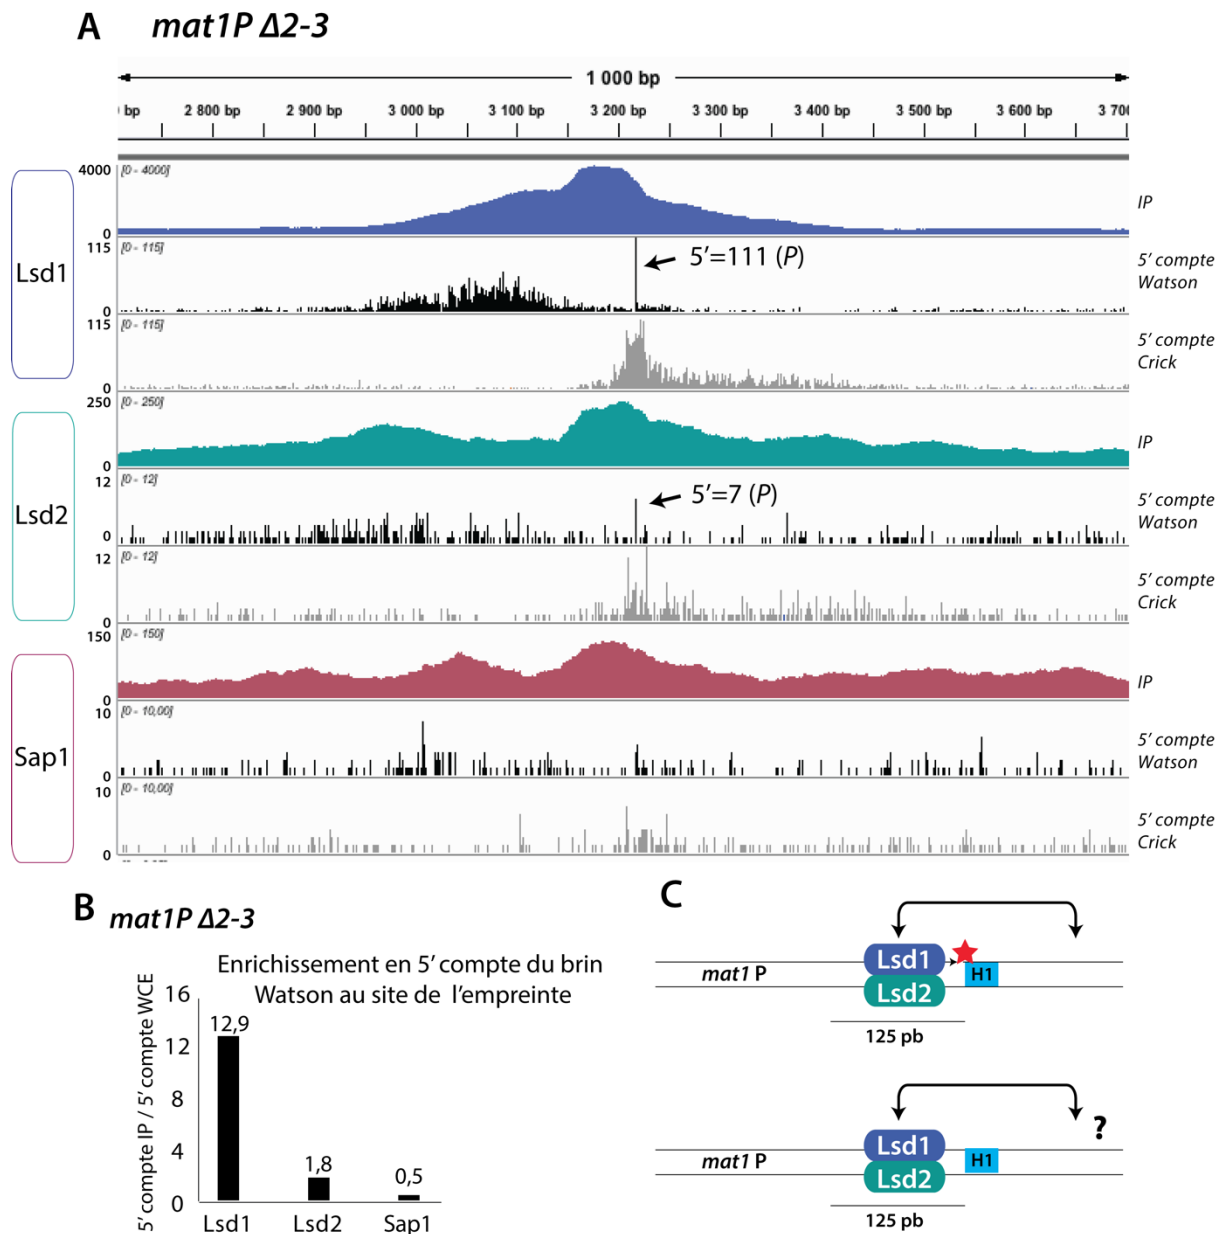 A mat1P Δ2-3
1 000 bp
bp 2 800 bp 2 900 bp 3 000 bp 3 100 bp 3 200 bp 3 300 bp 3 400 bp 3 500 bp 3 600 bp 3 700
Lsd1
4000 [0 - 4000] IP
0
115 [0 - 115] 5'=111 (P) 5' compte
Watson
0
115 [0 - 115] 5' compte
Crick
0
Lsd2
250 [0 - 250] IP
0
12 [0 - 12] 5'=7 (P) 5' compte
Watson
0
12 [0 - 12] 5' compte
Crick
0
Sap1
150 [0 - 150] IP
0
10 [0 - 10,00] 5' compte
Watson
0
10 [0 - 10,00] 5' compte
Crick
0
B mat1P Δ2-3
Enrichissement en 5' compte du brin
Watson au site de l'empreinte
5' compte IP / 5' compte WCE
16
12
8
4
0
12,9
1,8
0,5
Lsd1 Lsd2 Sap1
C
mat1 P Lsd1 H1
Lsd2
125 pb
?
mat1 P Lsd1 H1
Lsd2
125 pb